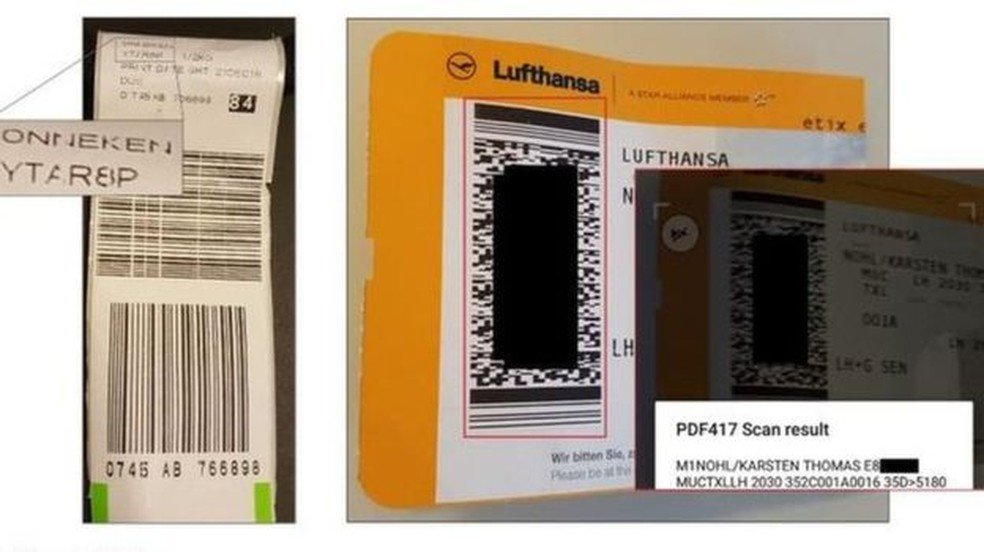 84
ONNEKEN
YTAR8P
0745 AB 766898
Lufthansa
A STAR ALLIANCE MEMBER
etix
LUFTHANSA
N
LH
Wir bitten Sie, z
Please be at the
LUFTHANSA
NOHL/KARSTEN THOM
MUC LH 2030
TXL
001A
LH+G SEN
PDF417 Scan result
M1NOHL/KARSTEN THOMAS E8
MUCTXLLH 2030 352C001A0016 35D>5180